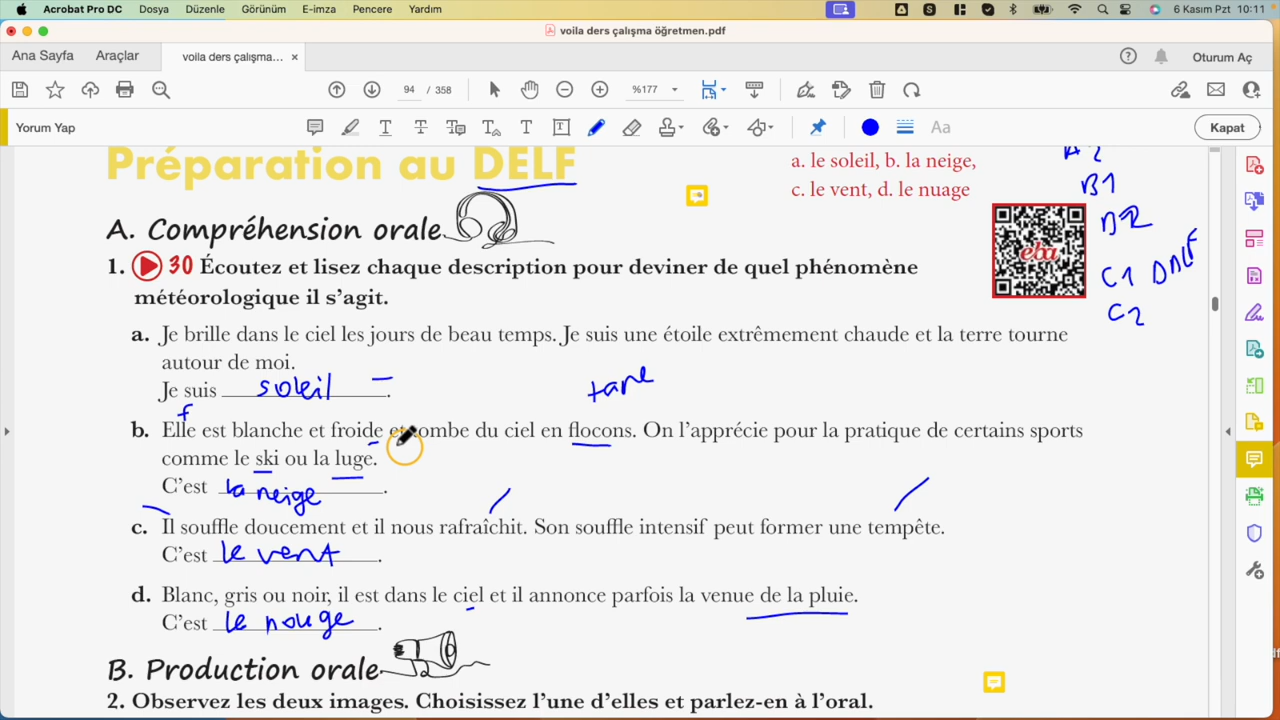 Acrobat Pro DC Dosya Düzenle Görünüm E-imza Pencere Yardım 6 Kasım Pzt 10:11
voila ders çalışma öğretmen.pdf
Ana Sayfa Araçlar voila ders çalışma... × Oturum Aç
94 / 358 %177
Yorum Yap Aa Kapat
Préparation au DELF
a. le soleil, b. la neige,
c. le vent, d. le nuage
A2
B1
B2
C1 DALF
C2
eba
A. Compréhension orale
1. 30 Écoutez et lisez chaque description pour deviner de quel phénomène
météorologique il s'agit.
a. Je brille dans le ciel les jours de beau temps. Je suis une étoile extrêmement chaude et la terre tourne
autour de moi.
Je suis soleil.
f
b. Elle est blanche et froide et tombe du ciel en flocons. On l'apprécie pour la pratique de certains sports
comme le ski ou la luge.
C'est la neige.
c. Il souffle doucement et il nous rafraîchit. Son souffle intensif peut former une tempête.
C'est le vent.
d. Blanc, gris ou noir, il est dans le ciel et il annonce parfois la venue de la pluie.
C'est le nouge.
B. Production orale
2. Observez les deux images. Choisissez l'une d'elles et parlez-en à l'oral.